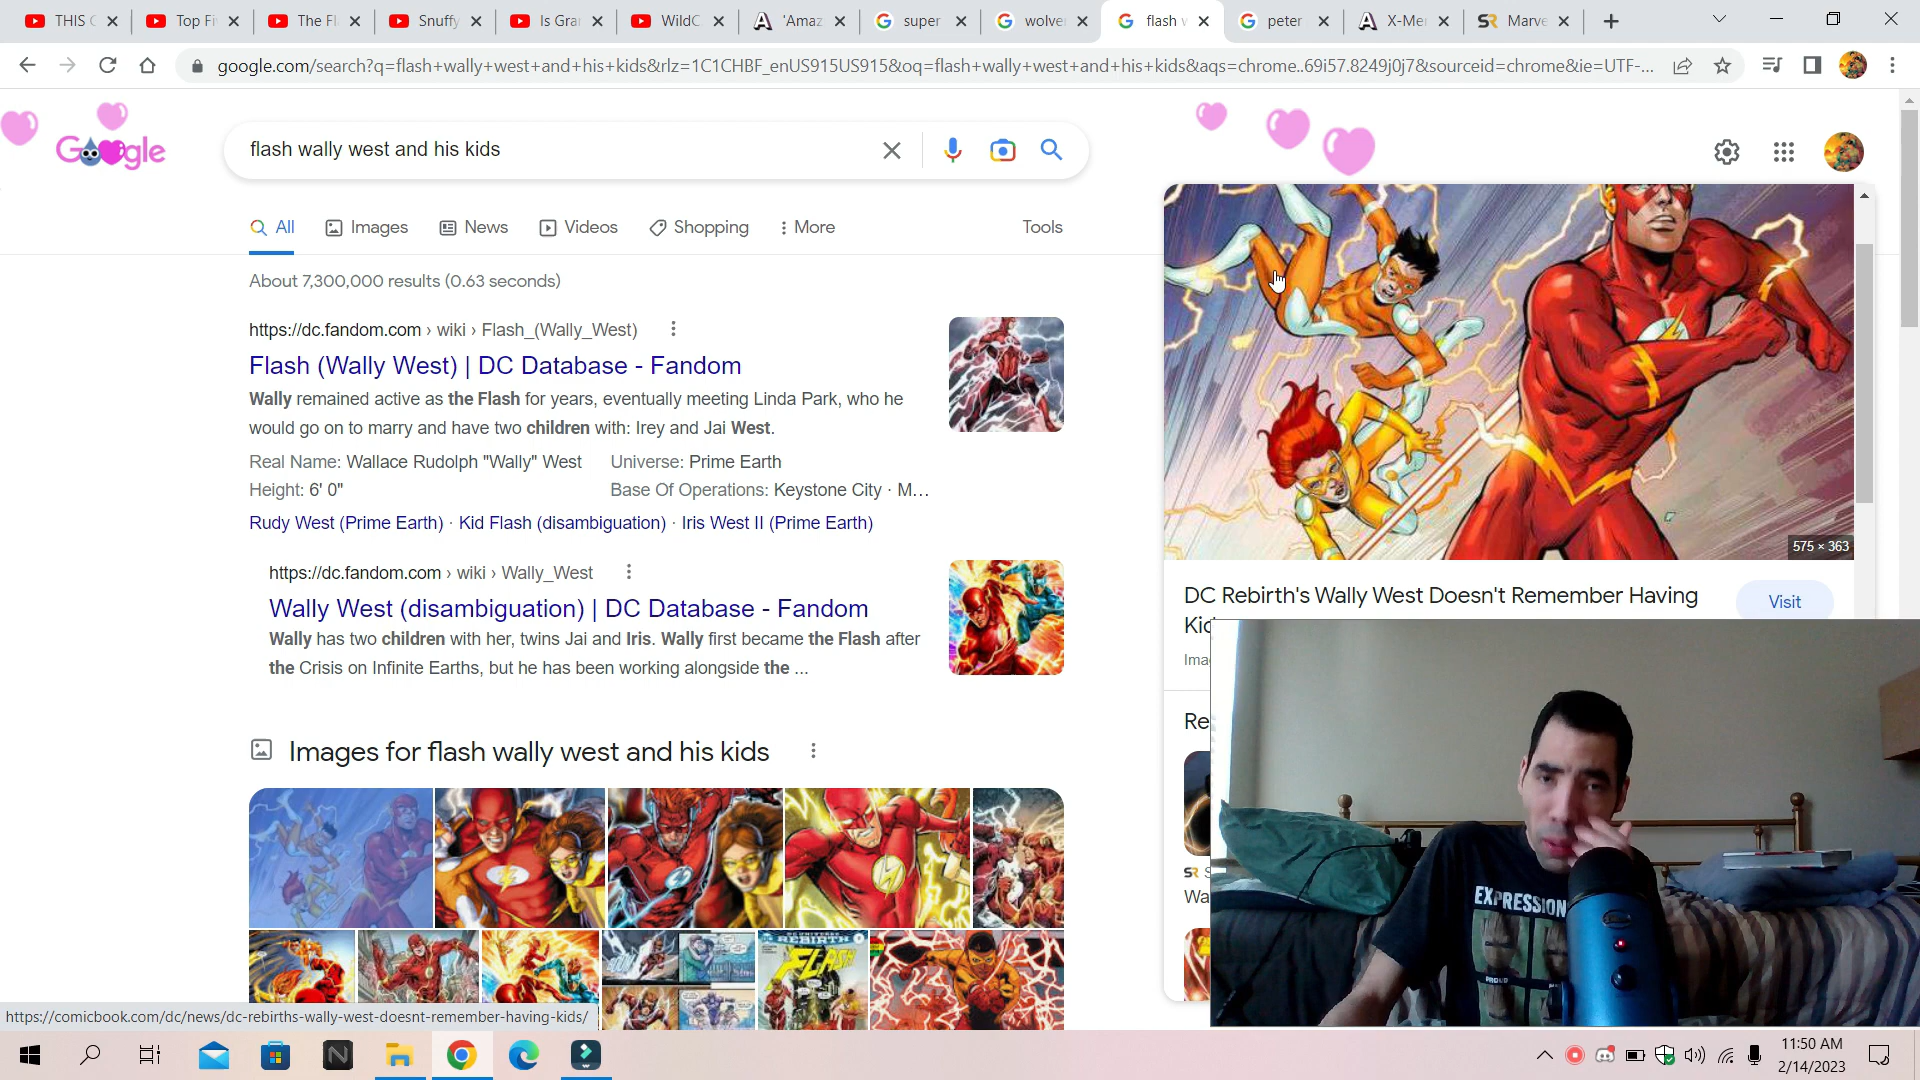 THIS
Top Fi
The Fl
Snuffy
Is Gra
WildC
'Amaz
super
wolve
flash
peter
X-Me
Marve
google.com/search?q=flash+wally+west+and+his+kids&rlz=1C1CHBF_enUS915US915&oq=flash+wally+west+and+his+kids&aqs=chrome..69i57.8249j0j7&sourceid=chrome&ie=UTF-...
Google
flash wally west and his kids
All
Images
News
Videos
Shopping
More
Tools
About 7,300,000 results (0.63 seconds)
https://dc.fandom.com › wiki › Flash_(Wally_West)
Flash (Wally West) | DC Database - Fandom
Wally remained active as the Flash for years, eventually meeting Linda Park, who he
would go on to marry and have two children with: Irey and Jai West.
Real Name: Wallace Rudolph "Wally" West Universe: Prime Earth
Height: 6' 0" Base Of Operations: Keystone City · M...
Rudy West (Prime Earth) · Kid Flash (disambiguation) · Iris West II (Prime Earth)
https://dc.fandom.com › wiki › Wally_West
Wally West (disambiguation) | DC Database - Fandom
Wally has two children with her, twins Jai and Iris. Wally first became the Flash after
the Crisis on Infinite Earths, but he has been working alongside the ...
Images for flash wally west and his kids
REBIRTH
FLASH
575 × 363
DC Rebirth's Wally West Doesn't Remember Having
Kid
Visit
Ima
Re
SR S
Wa
EXPRESSION
PROUD
https://comicbook.com/dc/news/dc-rebirths-wally-west-doesnt-remember-having-kids/
11:50 AM
2/14/2023